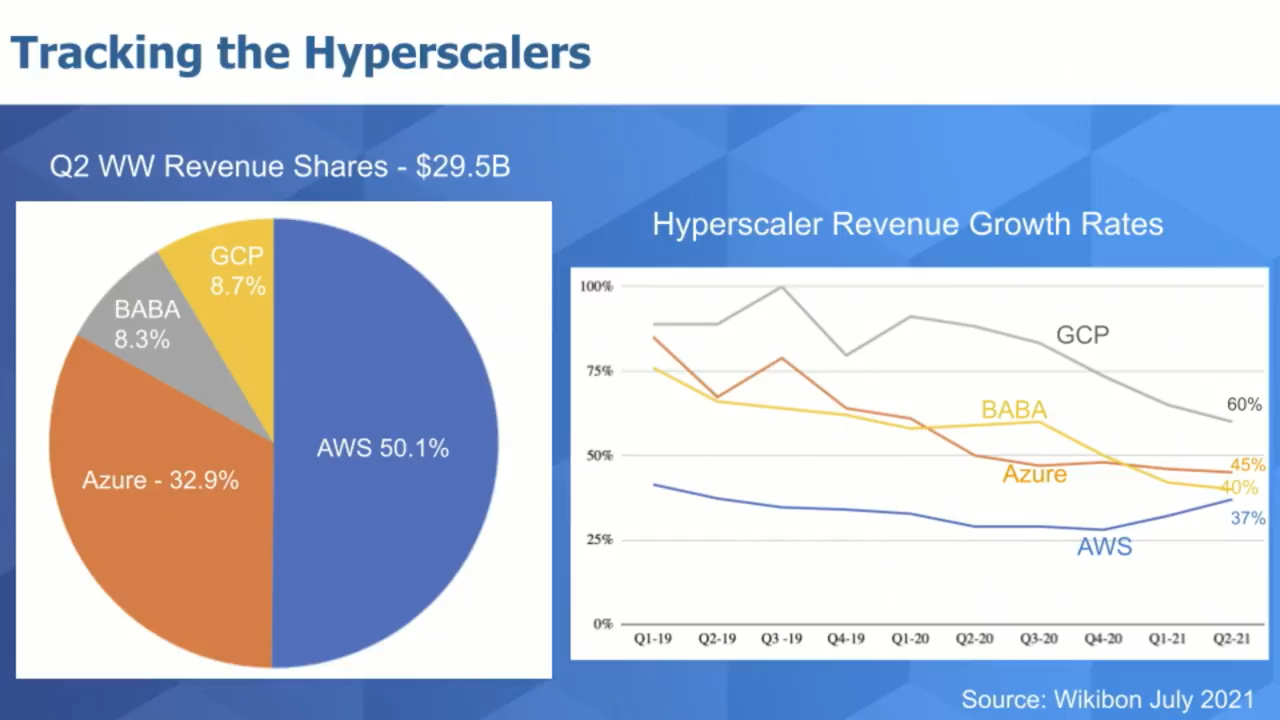 Tracking the Hyperscalers
Q2 WW Revenue Shares - $29.5B
GCP
8.7%
BABA
8.3%
AWS 50.1%
Azure - 32.9%
Hyperscaler Revenue Growth Rates
100%
75%
50%
25%
0%
GCP
60%
BABA
Azure
45%
40%
37%
AWS
Q1-19 Q2-19 Q3 -19 Q4-19 Q1-20 Q2-20 Q3-20 Q4-20 Q1-21 Q2-21
Source: Wikibon July 2021